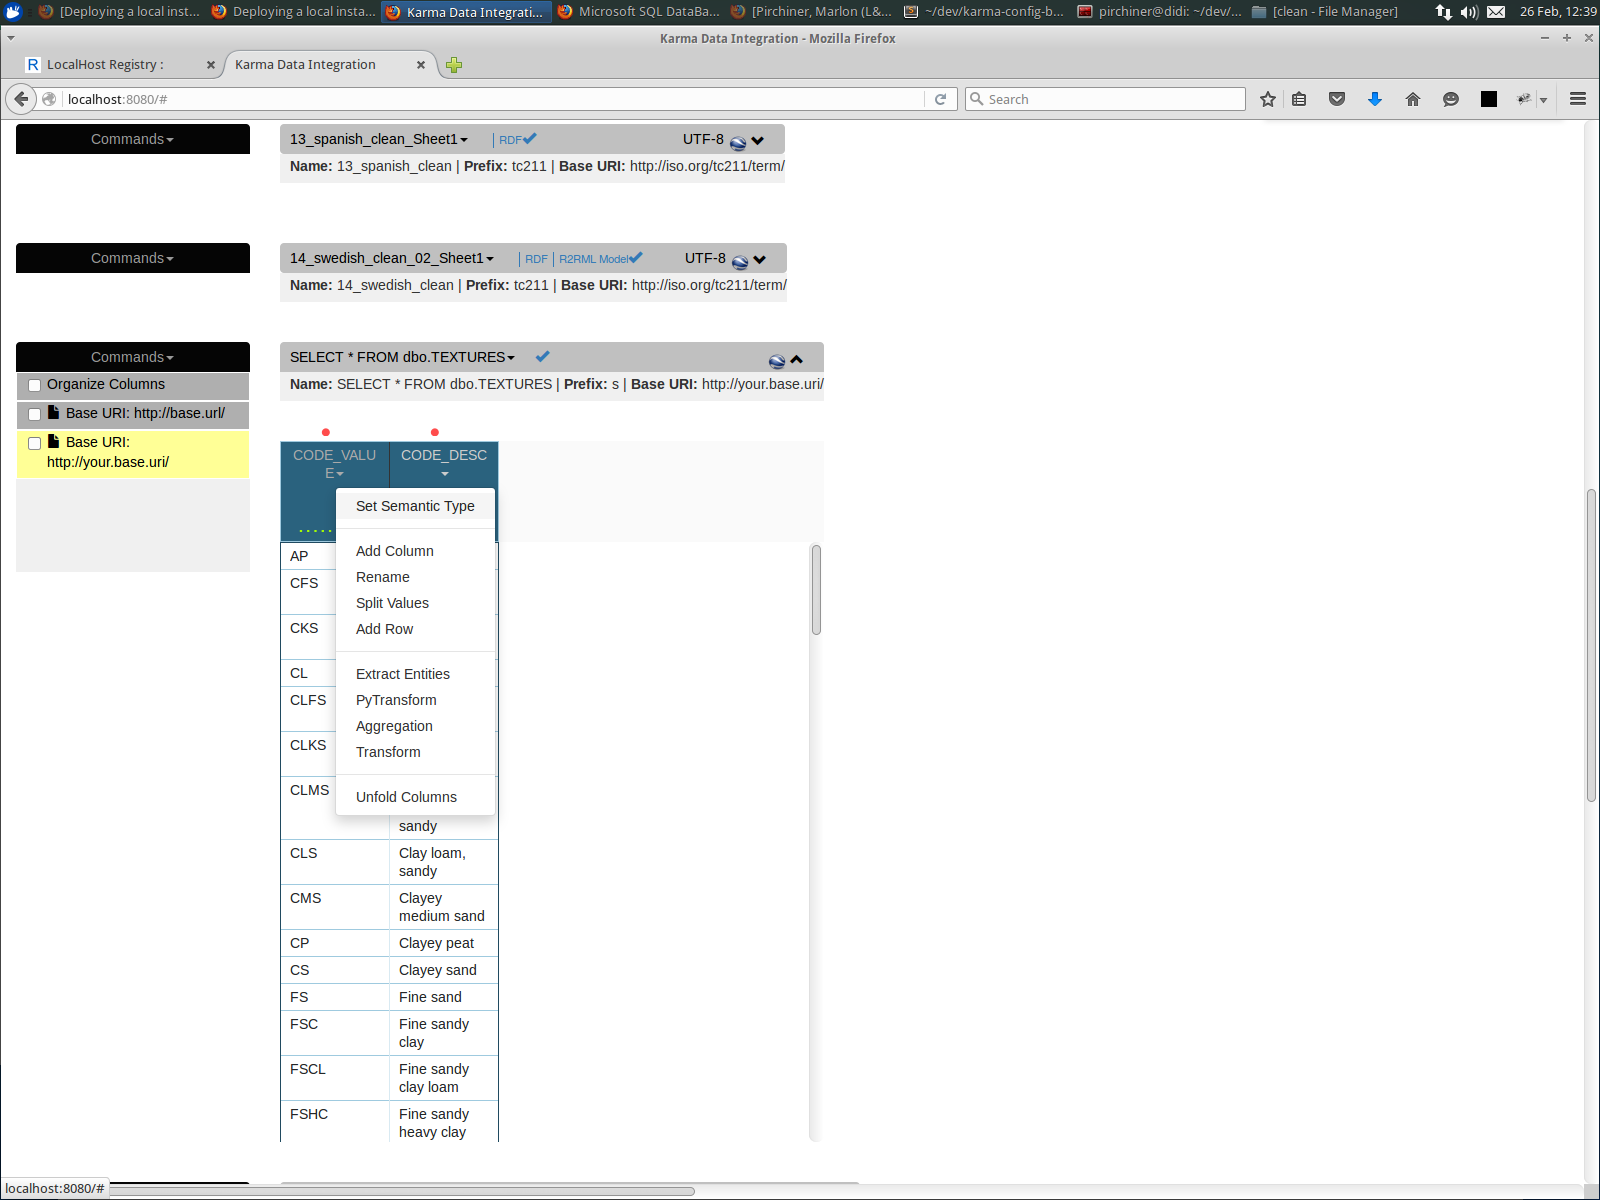 [Deploying a local inst...
Deploying a local insta...
Karma Data Integrati...
Microsoft SQL DataBa...
[Pirchiner, Marlon (L&...
~/dev/karma-config-b...
pirchiner@didi: ~/dev/...
[clean - File Manager]
26 Feb, 12:39
Karma Data Integration - Mozilla Firefox
LocalHost Registry :
Karma Data Integration
localhost:8080/#
Search
Commands
13_spanish_clean_Sheet1
RDF
UTF-8
Name: 13_spanish_clean | Prefix: tc211 | Base URI: http://iso.org/tc211/term/
Commands
14_swedish_clean_02_Sheet1
RDF
R2RML Model
UTF-8
Name: 14_swedish_clean | Prefix: tc211 | Base URI: http://iso.org/tc211/term/
Commands
Organize Columns
Base URI: http://base.url/
Base URI:
http://your.base.uri/
SELECT * FROM dbo.TEXTURES
Name: SELECT * FROM dbo.TEXTURES | Prefix: s | Base URI: http://your.base.uri/
CODE_VALU
E
CODE_DESC
Set Semantic Type
Add Column
Rename
Split Values
Add Row
Extract Entities
PyTransform
Aggregation
Transform
Unfold Columns
AP
CFS
CKS
CL
CLFS
CLKS
CLMS
sandy
CLS
Clay loam,
sandy
CMS
Clayey
medium sand
CP
Clayey peat
CS
Clayey sand
FS
Fine sand
FSC
Fine sandy
clay
FSCL
Fine sandy
clay loam
FSHC
Fine sandy
heavy clay
localhost:8080/#